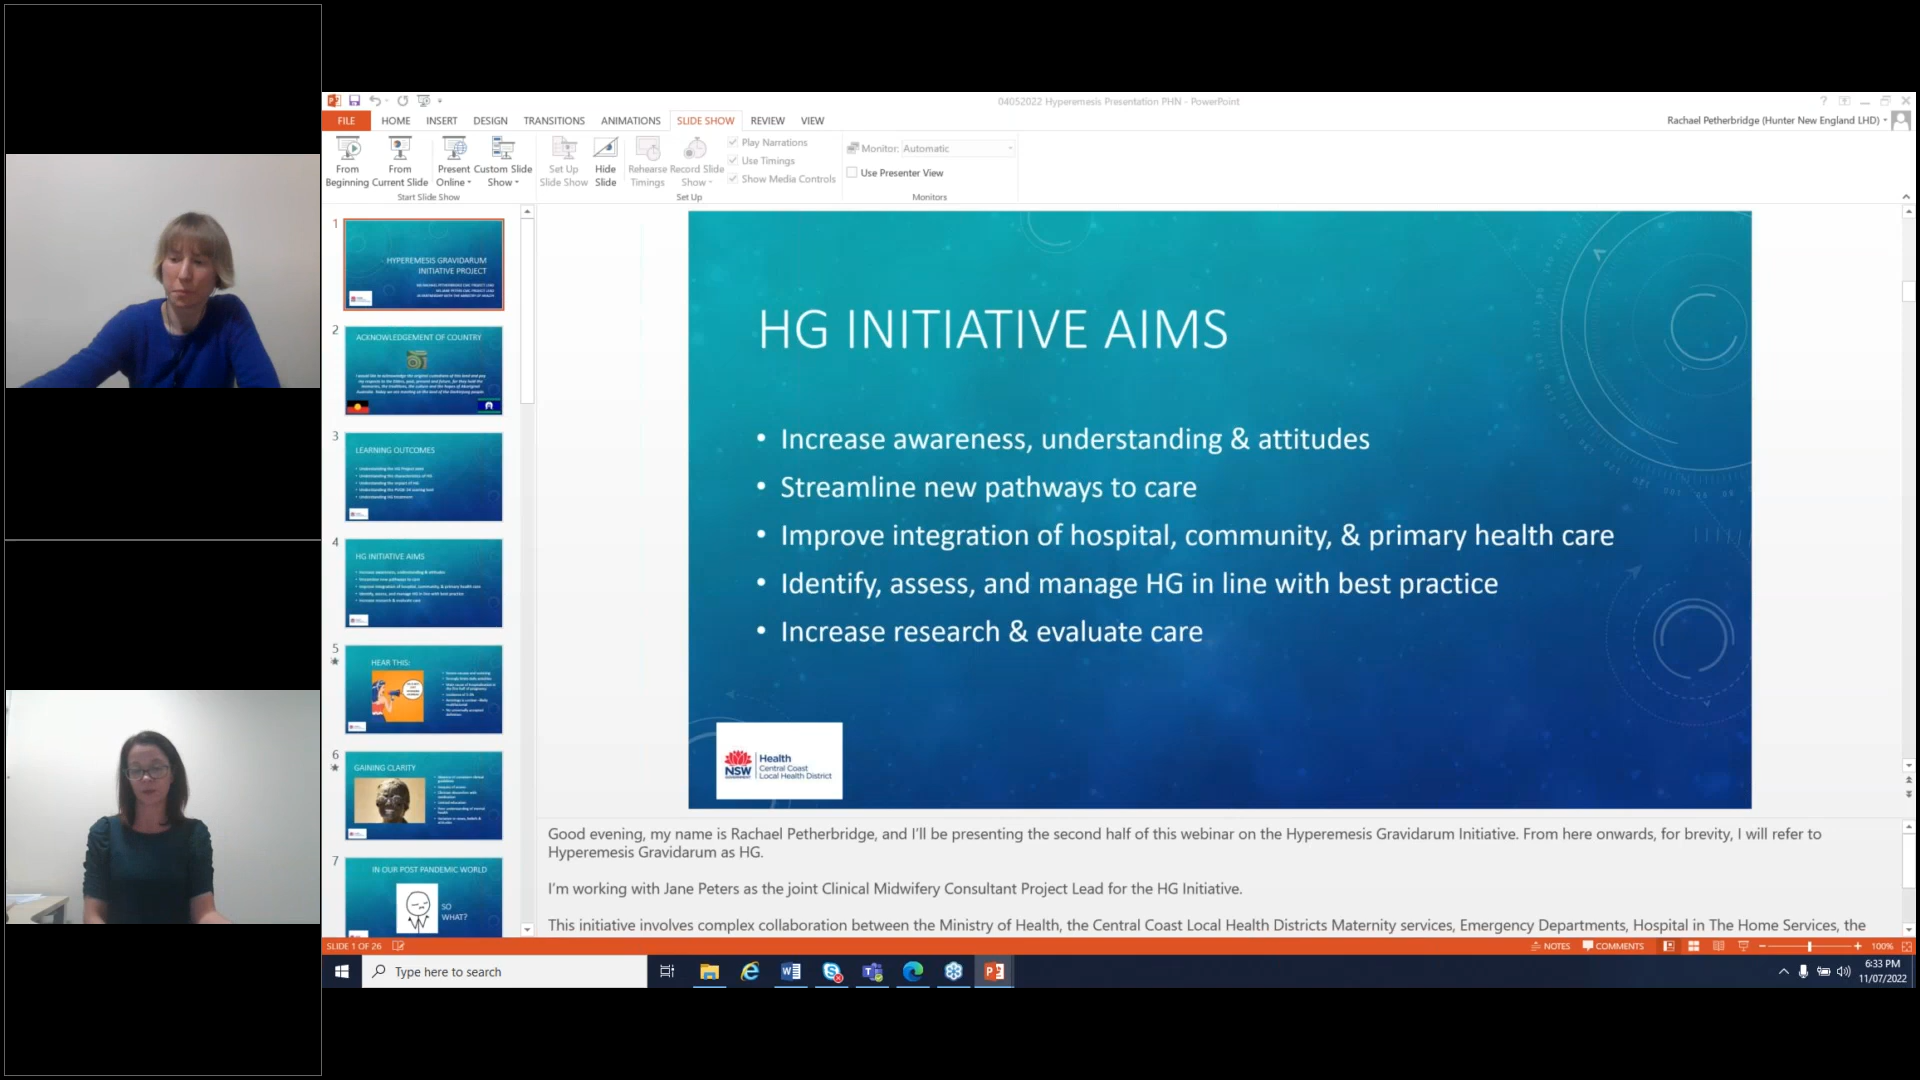 04052022 Hyperemesis Presentation PHN - PowerPoint
FILE HOME INSERT DESIGN TRANSITIONS ANIMATIONS SLIDE SHOW REVIEW VIEW
Rachael Petherbridge (Hunter New England LHD)
From Beginning
From Current Slide
Present Online
Custom Slide Show
Set Up Slide Show
Hide Slide
Rehearse Timings
Record Slide Show
Play Narrations
Use Timings
Show Media Controls
Monitor: Automatic
Use Presenter View
Start Slide Show
Set Up
Monitors
1
HYPEREMESIS GRAVIDARUM
INITIATIVE PROJECT
2
ACKNOWLEDGEMENT OF COUNTRY
3
LEARNING OUTCOMES
4
HG INITIATIVE AIMS
5
HEAR THIS:
6
GAINING CLARITY
7
IN OUR POST PANDEMIC WORLD
SO
WHAT?
HG INITIATIVE AIMS
• Increase awareness, understanding & attitudes
• Streamline new pathways to care
• Improve integration of hospital, community, & primary health care
• Identify, assess, and manage HG in line with best practice
• Increase research & evaluate care
NSW
GOVERNMENT
Health
Central Coast
Local Health District
Good evening, my name is Rachael Petherbridge, and I'll be presenting the second half of this webinar on the Hyperemesis Gravidarum Initiative. From here onwards, for brevity, I will refer to
Hyperemesis Gravidarum as HG.
I'm working with Jane Peters as the joint Clinical Midwifery Consultant Project Lead for the HG Initiative.
This initiative involves complex collaboration between the Ministry of Health, the Central Coast Local Health Districts Maternity services, Emergency Departments, Hospital in The Home Services, the
SLIDE 1 OF 26
NOTES COMMENTS 100%
Type here to search
6:33 PM
11/07/2022